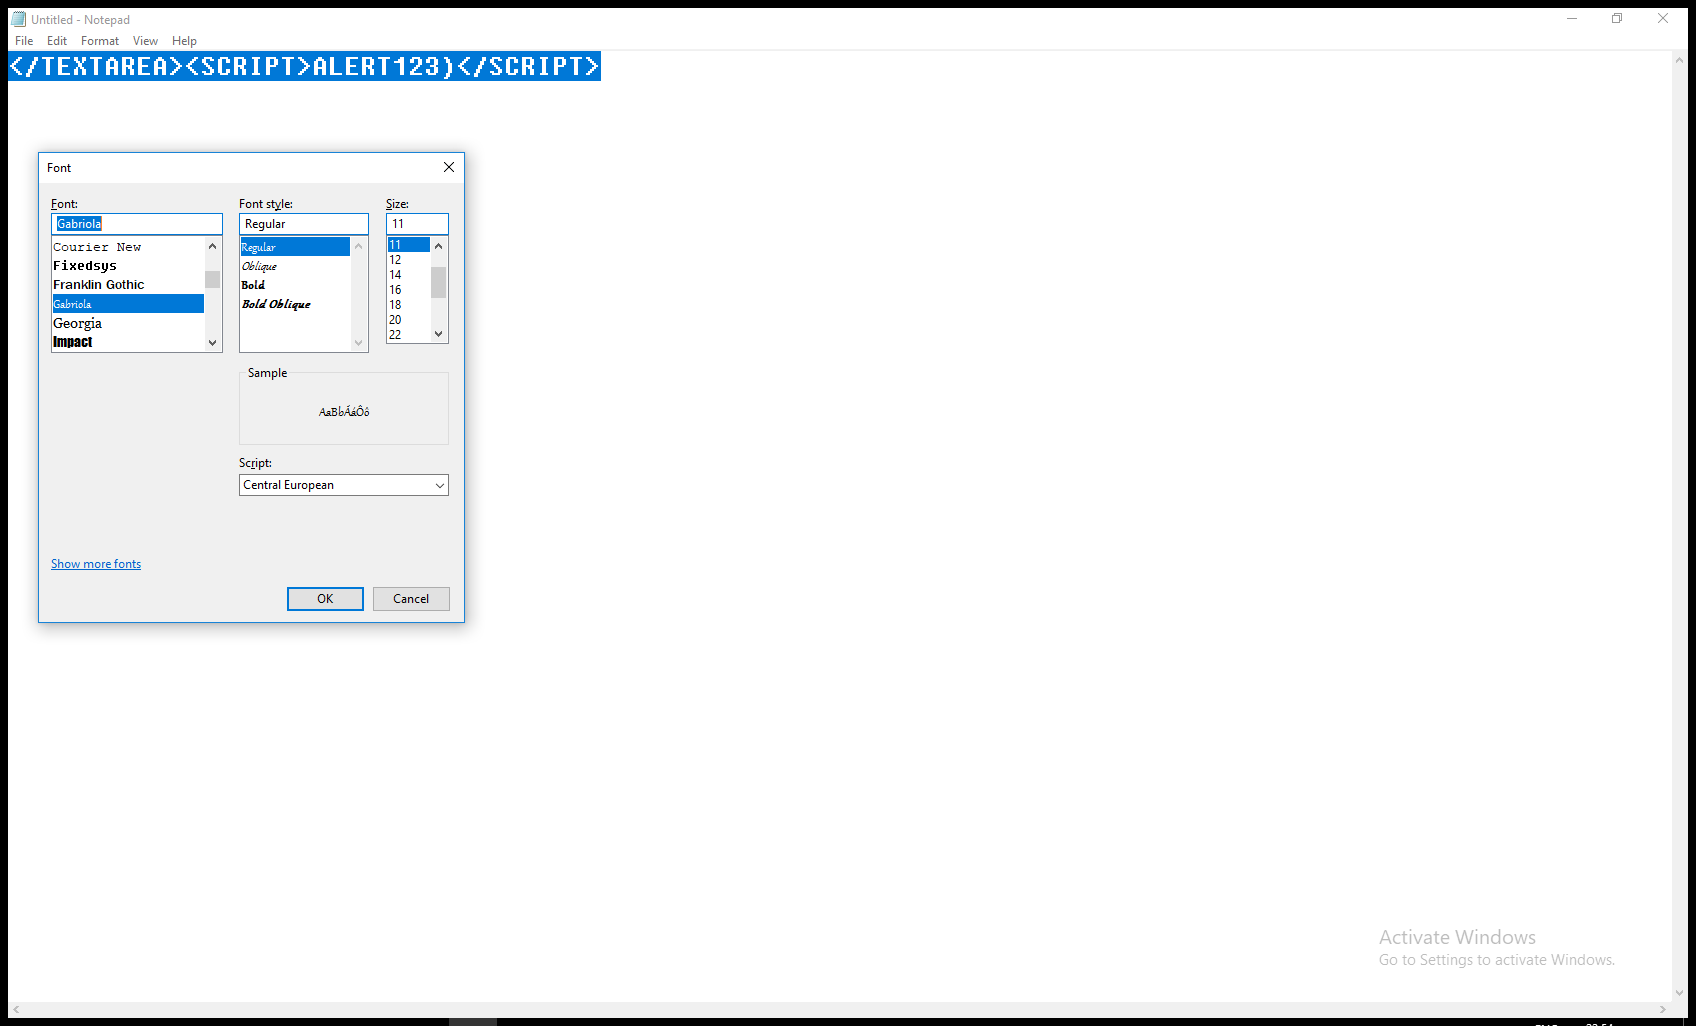 Untitled - Notepad
File Edit Format View Help
</TEXTAREA><SCRIPT>ALERT123)</SCRIPT>
Font
Font: Font style: Size:
Gabriola Regular 11
Courier New
Fixedsys
Franklin Gothic
Gabriola
Georgia
Impact
Regular
Oblique
Bold
Bold Oblique
11
12
14
16
18
20
22
Sample
AaBbÁáÔô
Script:
Central European
Show more fonts
OK Cancel
Activate Windows
Go to Settings to activate Windows.